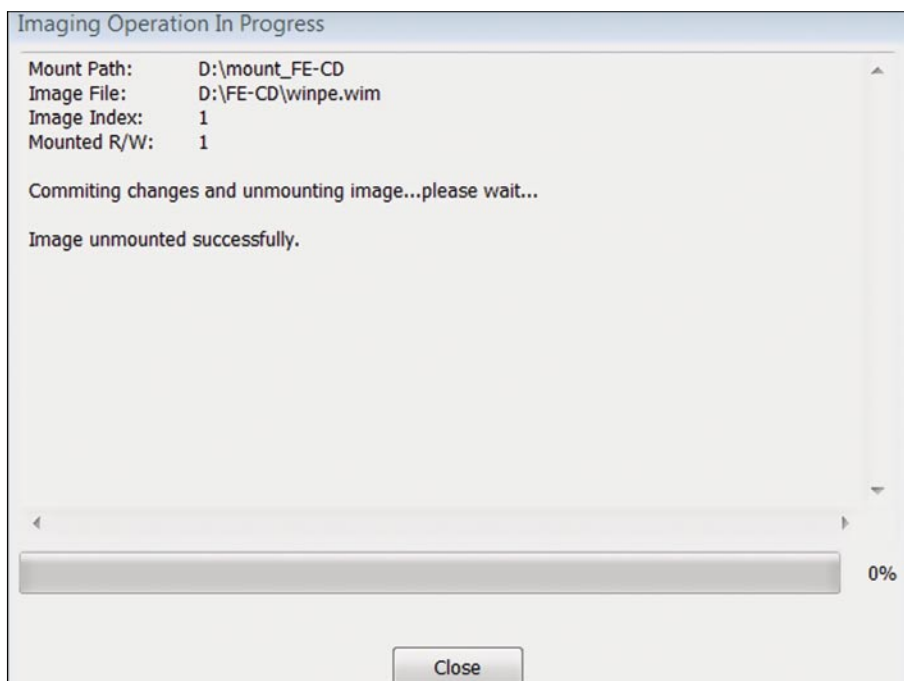 Imaging Operation In Progress
Mount Path: D:\mount_FE-CD
Image File: D:\FE-CD\winpe.wim
Image Index: 1
Mounted R/W: 1
Commiting changes and unmounting image...please wait...
Image unmounted successfully.
0%
Close